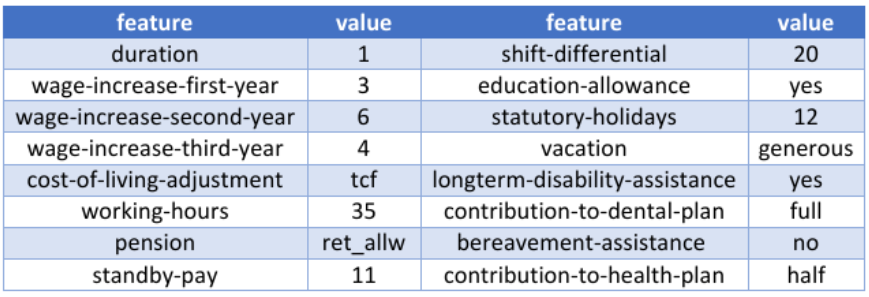 feature value feature value
duration 1 shift-differential 20
wage-increase-first-year 3 education-allowance yes
wage-increase-second-year 6 statutory-holidays 12
wage-increase-third-year 4 vacation generous
cost-of-living-adjustment tcf longterm-disability-assistance yes
working-hours 35 contribution-to-dental-plan full
pension ret_allw bereavement-assistance no
standby-pay 11 contribution-to-health-plan half